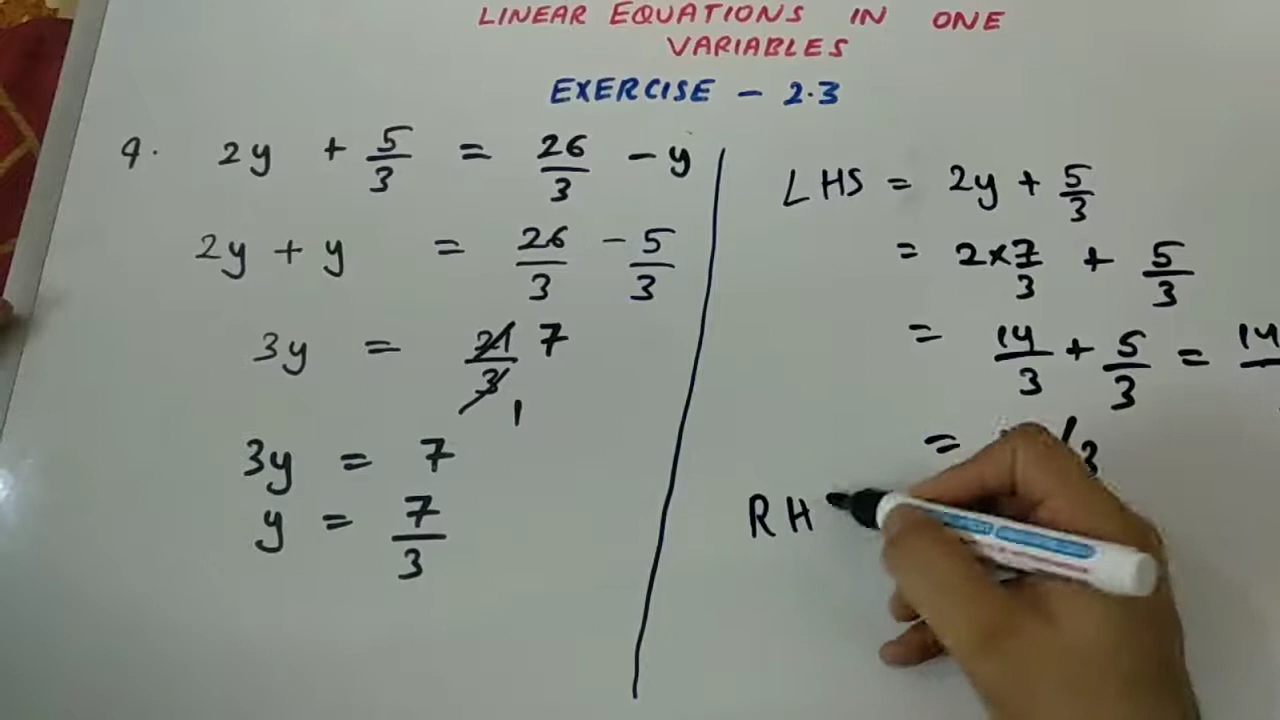 LINEAR EQUATIONS IN ONE
VARIABLES
EXERCISE - 2.3
9. 2y + 5/3 = 26/3 - y
2y + y = 26/3 - 5/3
3y = 21/3 7
1
3y = 7
y = 7/3
LHS = 2y + 5/3
= 2×7/3 + 5/3
= 14/3 + 5/3 = 14
= /3
RH